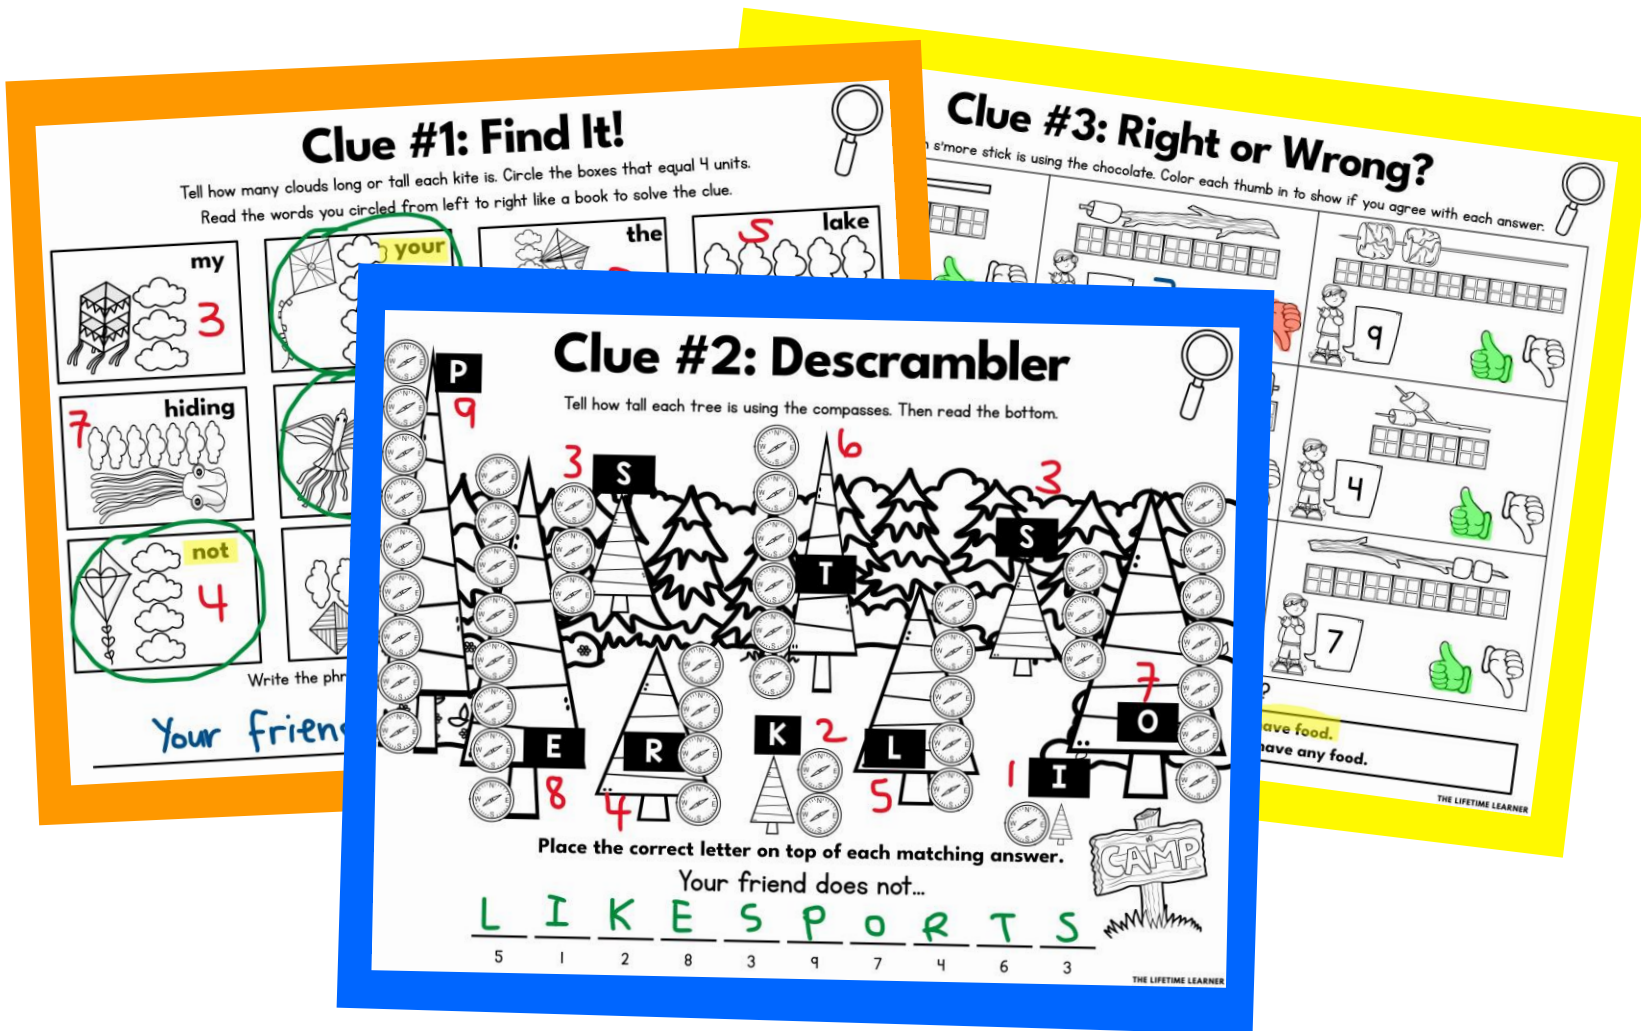 Clue #1: Find It!
Tell how many clouds long or tall each kite is. Circle the boxes that equal 4 units.
Read the words you circled from left to right like a book to solve the clue.
my
3
your
the
lake
5
hiding
7
not
4
Write the
Your
Clue #3: Right or Wrong?
s'more stick is using the chocolate. Color each thumb in to show if you agree with each answer.
9
4
7
food.
have any food.
THE LIFETIME LEARNER
Clue #2: Descrambler
Tell how tall each tree is using the compasses. Then read the bottom.
P
9
3
S
6
T
3
S
E
8
R
4
K
2
L
5
1
I
7
O
CAMP
Place the correct letter on top of each matching answer.
Your friend does not...
L I K E S P O R T S
5 1 2 8 3 9 7 4 6 3
THE LIFETIME LEARNER